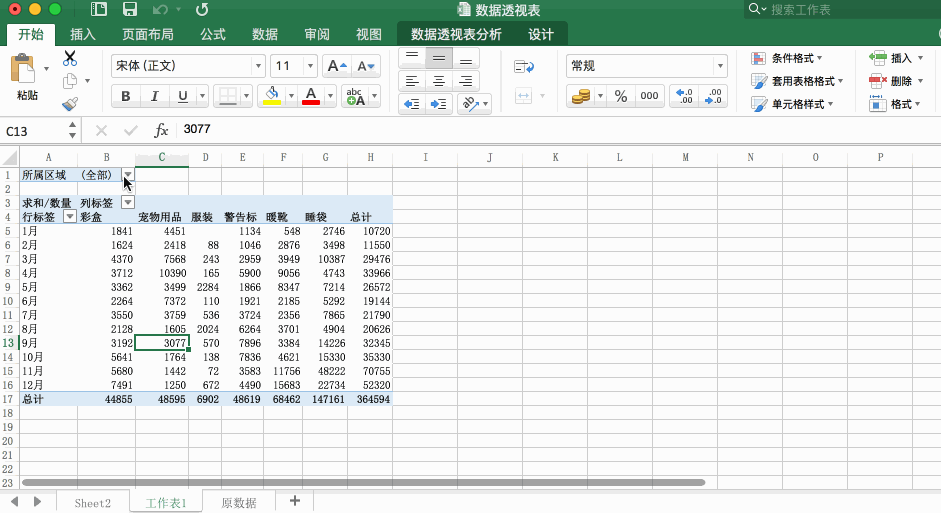 数据透视表
搜索工作表
开始 插入 页面布局 公式 数据 审阅 视图 数据透视表分析 设计
粘贴
宋体 (正文) 11 A A
B I U A abc A
常规
% 000 .0 .00 .00 .0
条件格式
套用表格格式
单元格样式
插入
删除
格式
C13 fx 3077
A B C D E F G H I J K L M N O P
1 所属区域 (全部)
2
3 求和/数量 列标签
4 行标签 彩盒 宠物用品 服装 警告标 暖靴 睡袋 总计
5 1月 1841 4451 1134 548 2746 10720
6 2月 1624 2418 88 1046 2876 3498 11550
7 3月 4370 7568 243 2959 3949 10387 29476
8 4月 3712 10390 165 5900 9056 4743 33966
9 5月 3362 3499 2284 1866 8347 7214 26572
10 6月 2264 7372 110 1921 2185 5292 19144
11 7月 3550 3759 536 3724 2356 7865 21790
12 8月 2128 1605 2024 6264 3701 4904 20626
13 9月 3192 3077 570 7896 3384 14226 32345
14 10月 5641 1764 138 7836 4621 15330 35330
15 11月 5680 1442 72 3583 11756 48222 70755
16 12月 7491 1250 672 4490 15683 22734 52320
17 总计 44855 48595 6902 48619 68462 147161 364594
18
19
20
21
22
23
Sheet2 工作表1 原数据 +